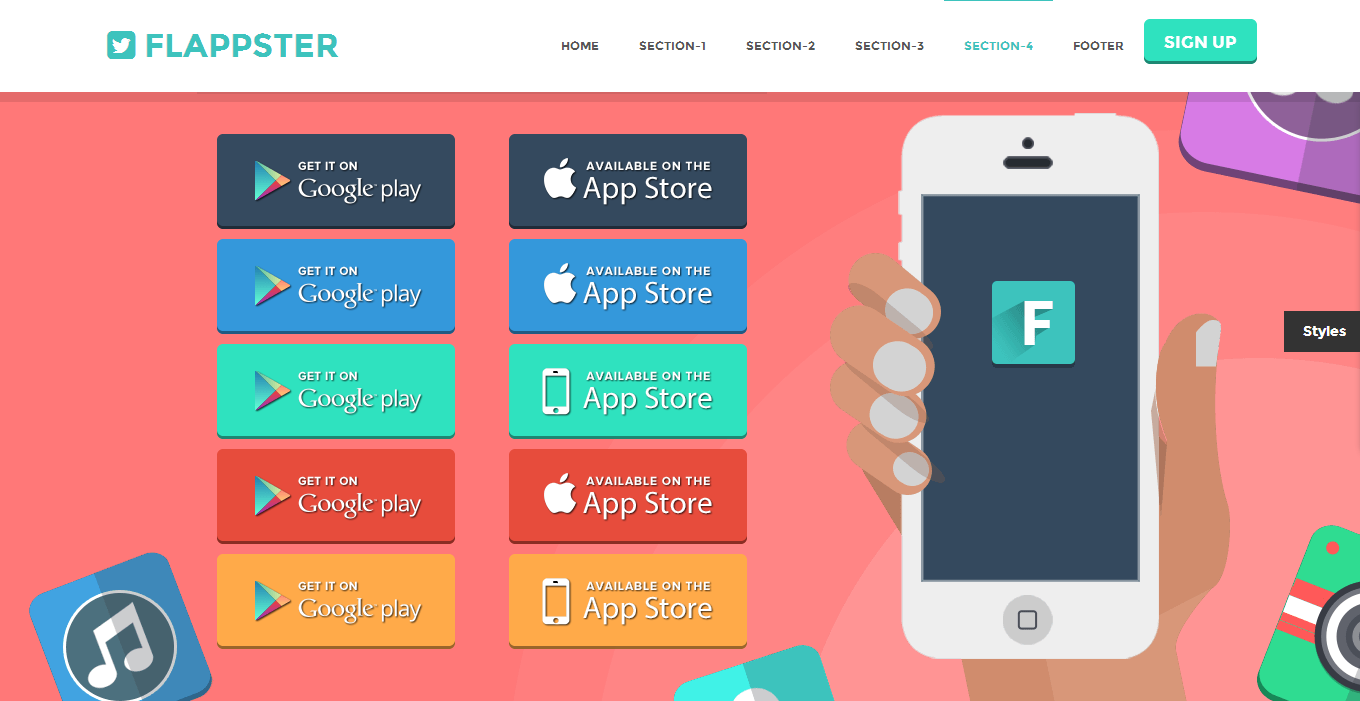 FLAPPSTER
HOME SECTION-1 SECTION-2 SECTION-3 SECTION-4 FOOTER SIGN UP
GET IT ON
Google play
AVAILABLE ON THE
App Store
GET IT ON
Google play
AVAILABLE ON THE
App Store
GET IT ON
Google play
AVAILABLE ON THE
App Store
GET IT ON
Google play
AVAILABLE ON THE
App Store
GET IT ON
Google play
AVAILABLE ON THE
App Store
F
Styles